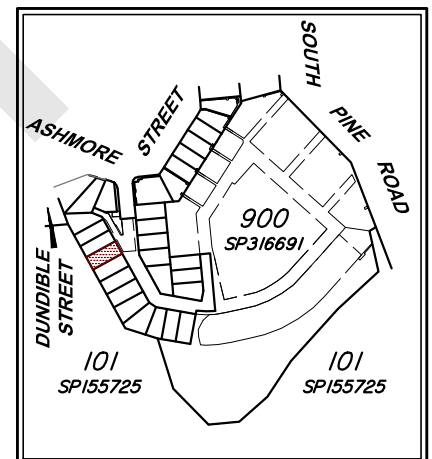 SOUTH
PINE
ROAD
ASHMORE
STREET
900
SP316691
DUNDIBLE
STREET
101
SP155725
101
SP155725